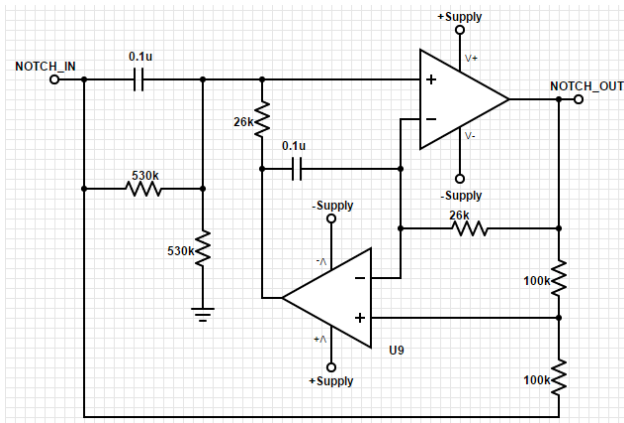 +Supply
V+
0.1u
NOTCH_IN
NOTCH_OUT
+
26k
−
0.1u
V-
530k
-Supply
-Supply
26k
530k
-V
−
100k
+
+V
U9
+Supply
100k